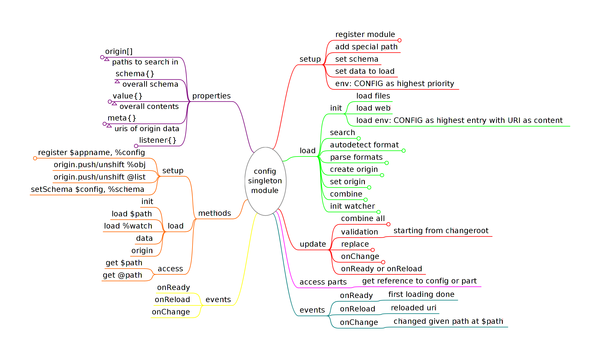 config
singleton
module
setup
register module
add special path
set schema
set data to load
env: CONFIG as highest priority
load
init
load files
load web
load env: CONFIG as highest entry with URI as content
search
autodetect format
parse formats
create origin
set origin
combine
init watcher
update
combine all
validation
starting from changeroot
replace
onChange
onReady or onReload
access parts
get reference to config or part
events
onReady
first loading done
onReload
reloaded uri
onChange
changed given path at $path
properties
origin[]
paths to search in
schema{}
overall schema
value{}
overall contents
meta{}
uris of origin data
listener{}
methods
setup
register $appname, %config
origin.push/unshift %obj
origin.push/unshift @list
setSchema $config, %schema
load
init
load $path
load %watch
data
origin
access
get $path
get @path
events
onReady
onReload
onChange